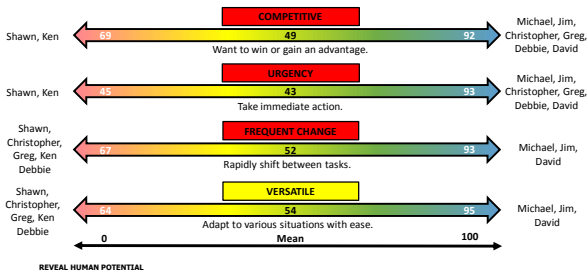 COMPETITIVE
Shawn, Ken
69 49 92
Michael, Jim,
Christopher, Greg,
Debbie, David
Want to win or gain an advantage.
URGENCY
Shawn, Ken
45 43 93
Michael, Jim,
Christopher, Greg,
Debbie, David
Take immediate action.
FREQUENT CHANGE
Shawn,
Christopher,
Greg, Ken
Debbie
67 52 93
Michael, Jim,
David
Rapidly shift between tasks.
VERSATILE
Shawn,
Christopher,
Greg, Ken
Debbie
64 54 95
Michael, Jim,
David
Adapt to various situations with ease.
0 Mean 100
REVEAL HUMAN POTENTIAL